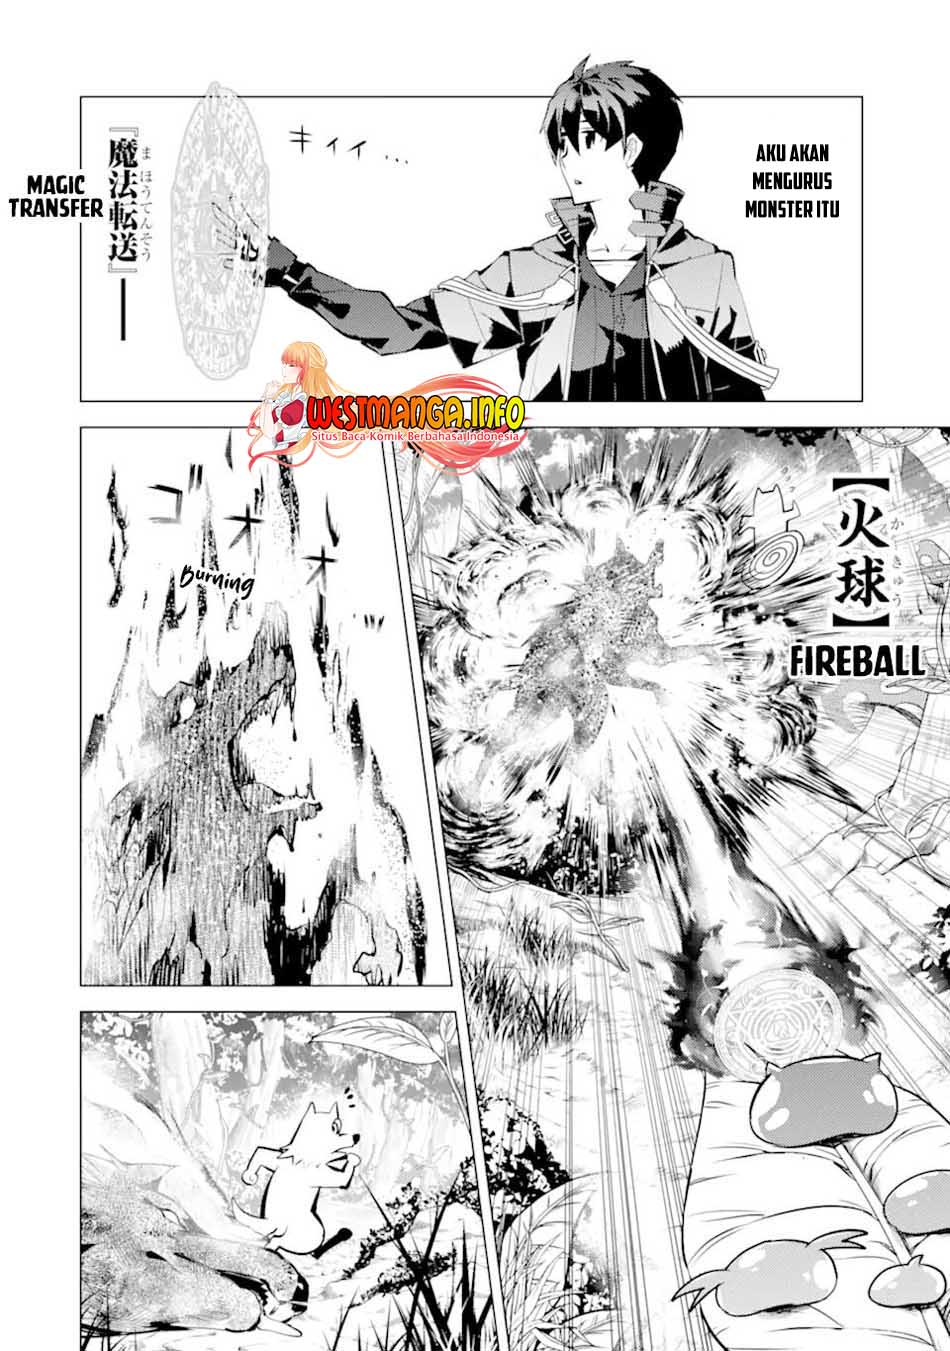 AKU AKAN
MENGURUS
MONSTER ITU
キィィィ…
『魔法転送』
まほうてんそう
MAGIC
TRANSFER
WESTMANGA.INFO
Situs Baca Komik Berbahasa Indonesia
【火球】
かきゅう
FIREBALL
ゴオオ
Burning